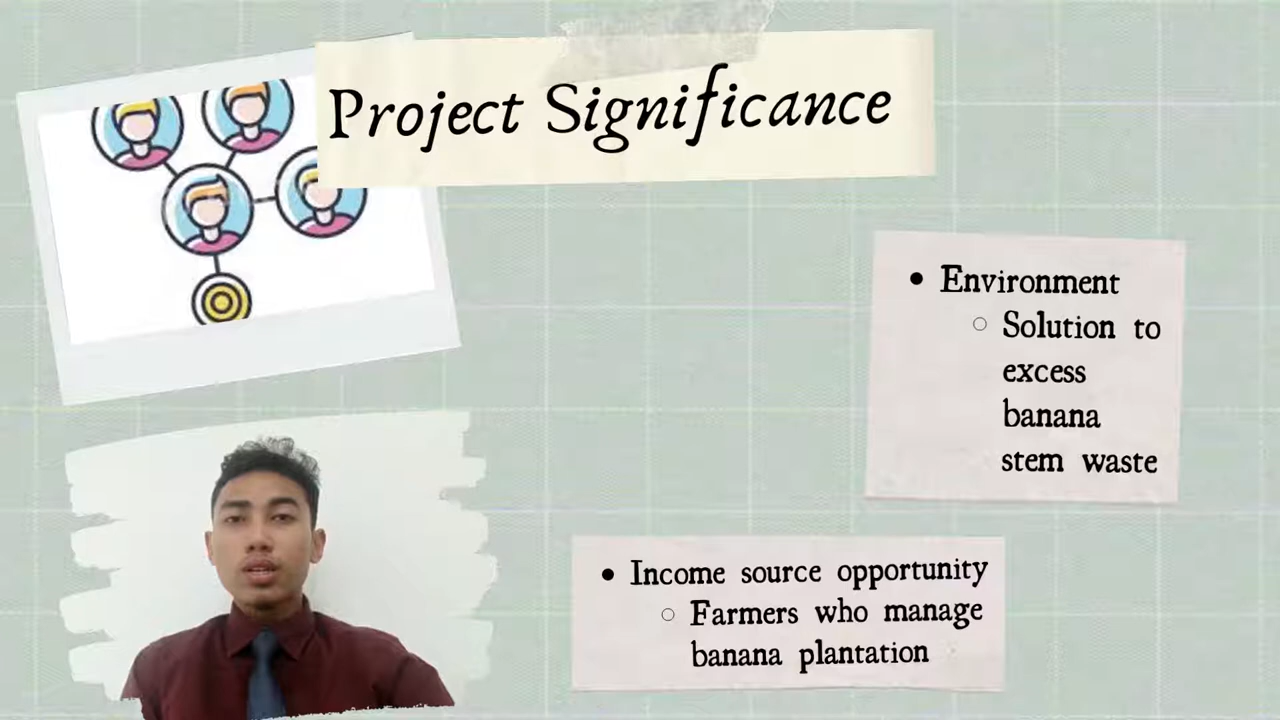 Project Significance
• Environment
○ Solution to
excess
banana
stem waste
• Income source opportunity
○ Farmers who manage
banana plantation